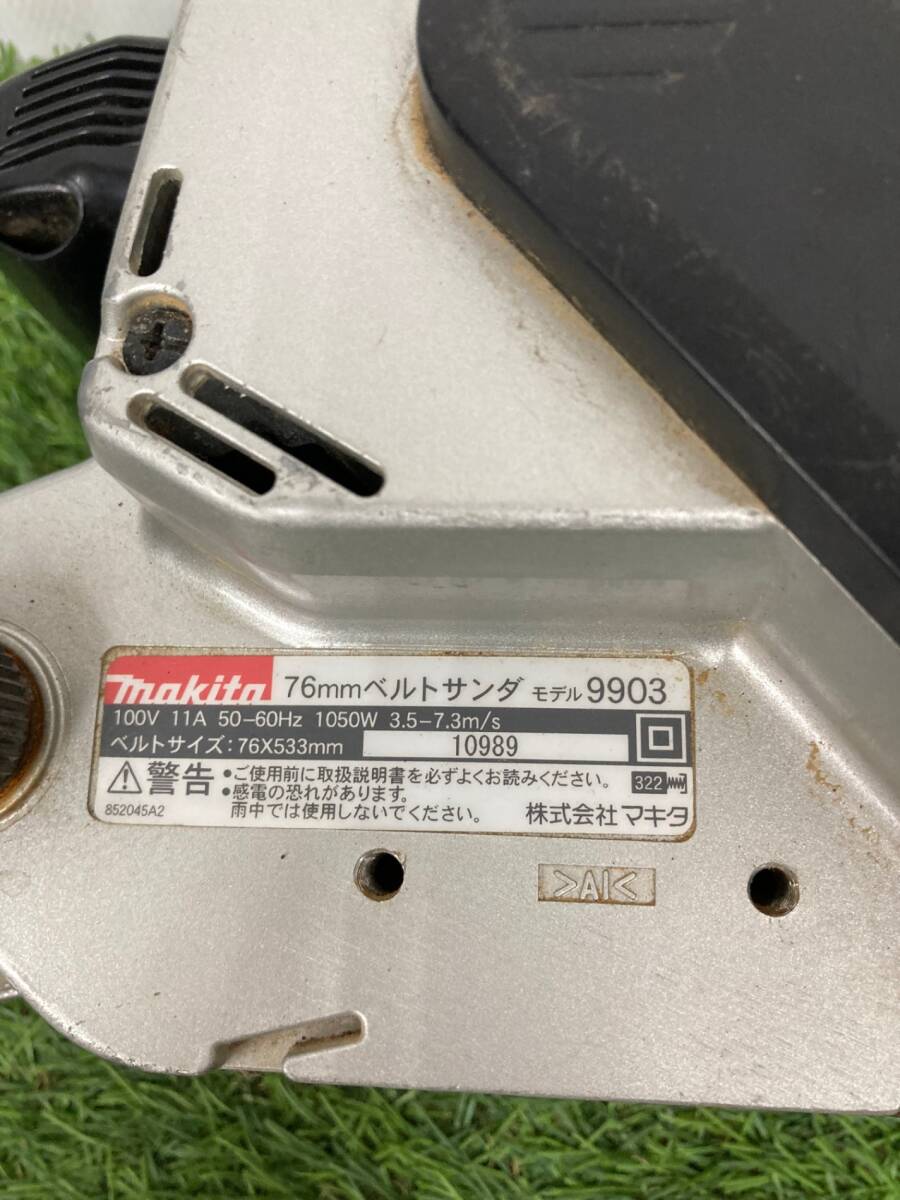 makita 76mmベルトサンダ モデル 9903
100V 11A 50-60Hz 1050W 3.5-7.3m/s
ベルトサイズ:76X533mm 10989
警告 •ご使用前に取扱説明書を必ずよくお読みください。 322
•感電の恐れがあります。
雨中では使用しないでください。
852045A2 株式会社 マキタ
>Al<